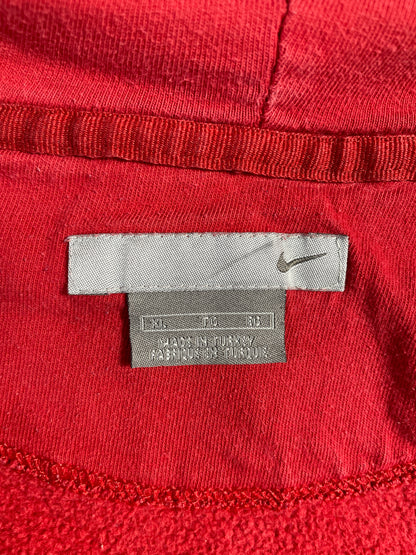 XL TG EG
MADE IN TURKEY
FABRIQUE EN TURQUIE